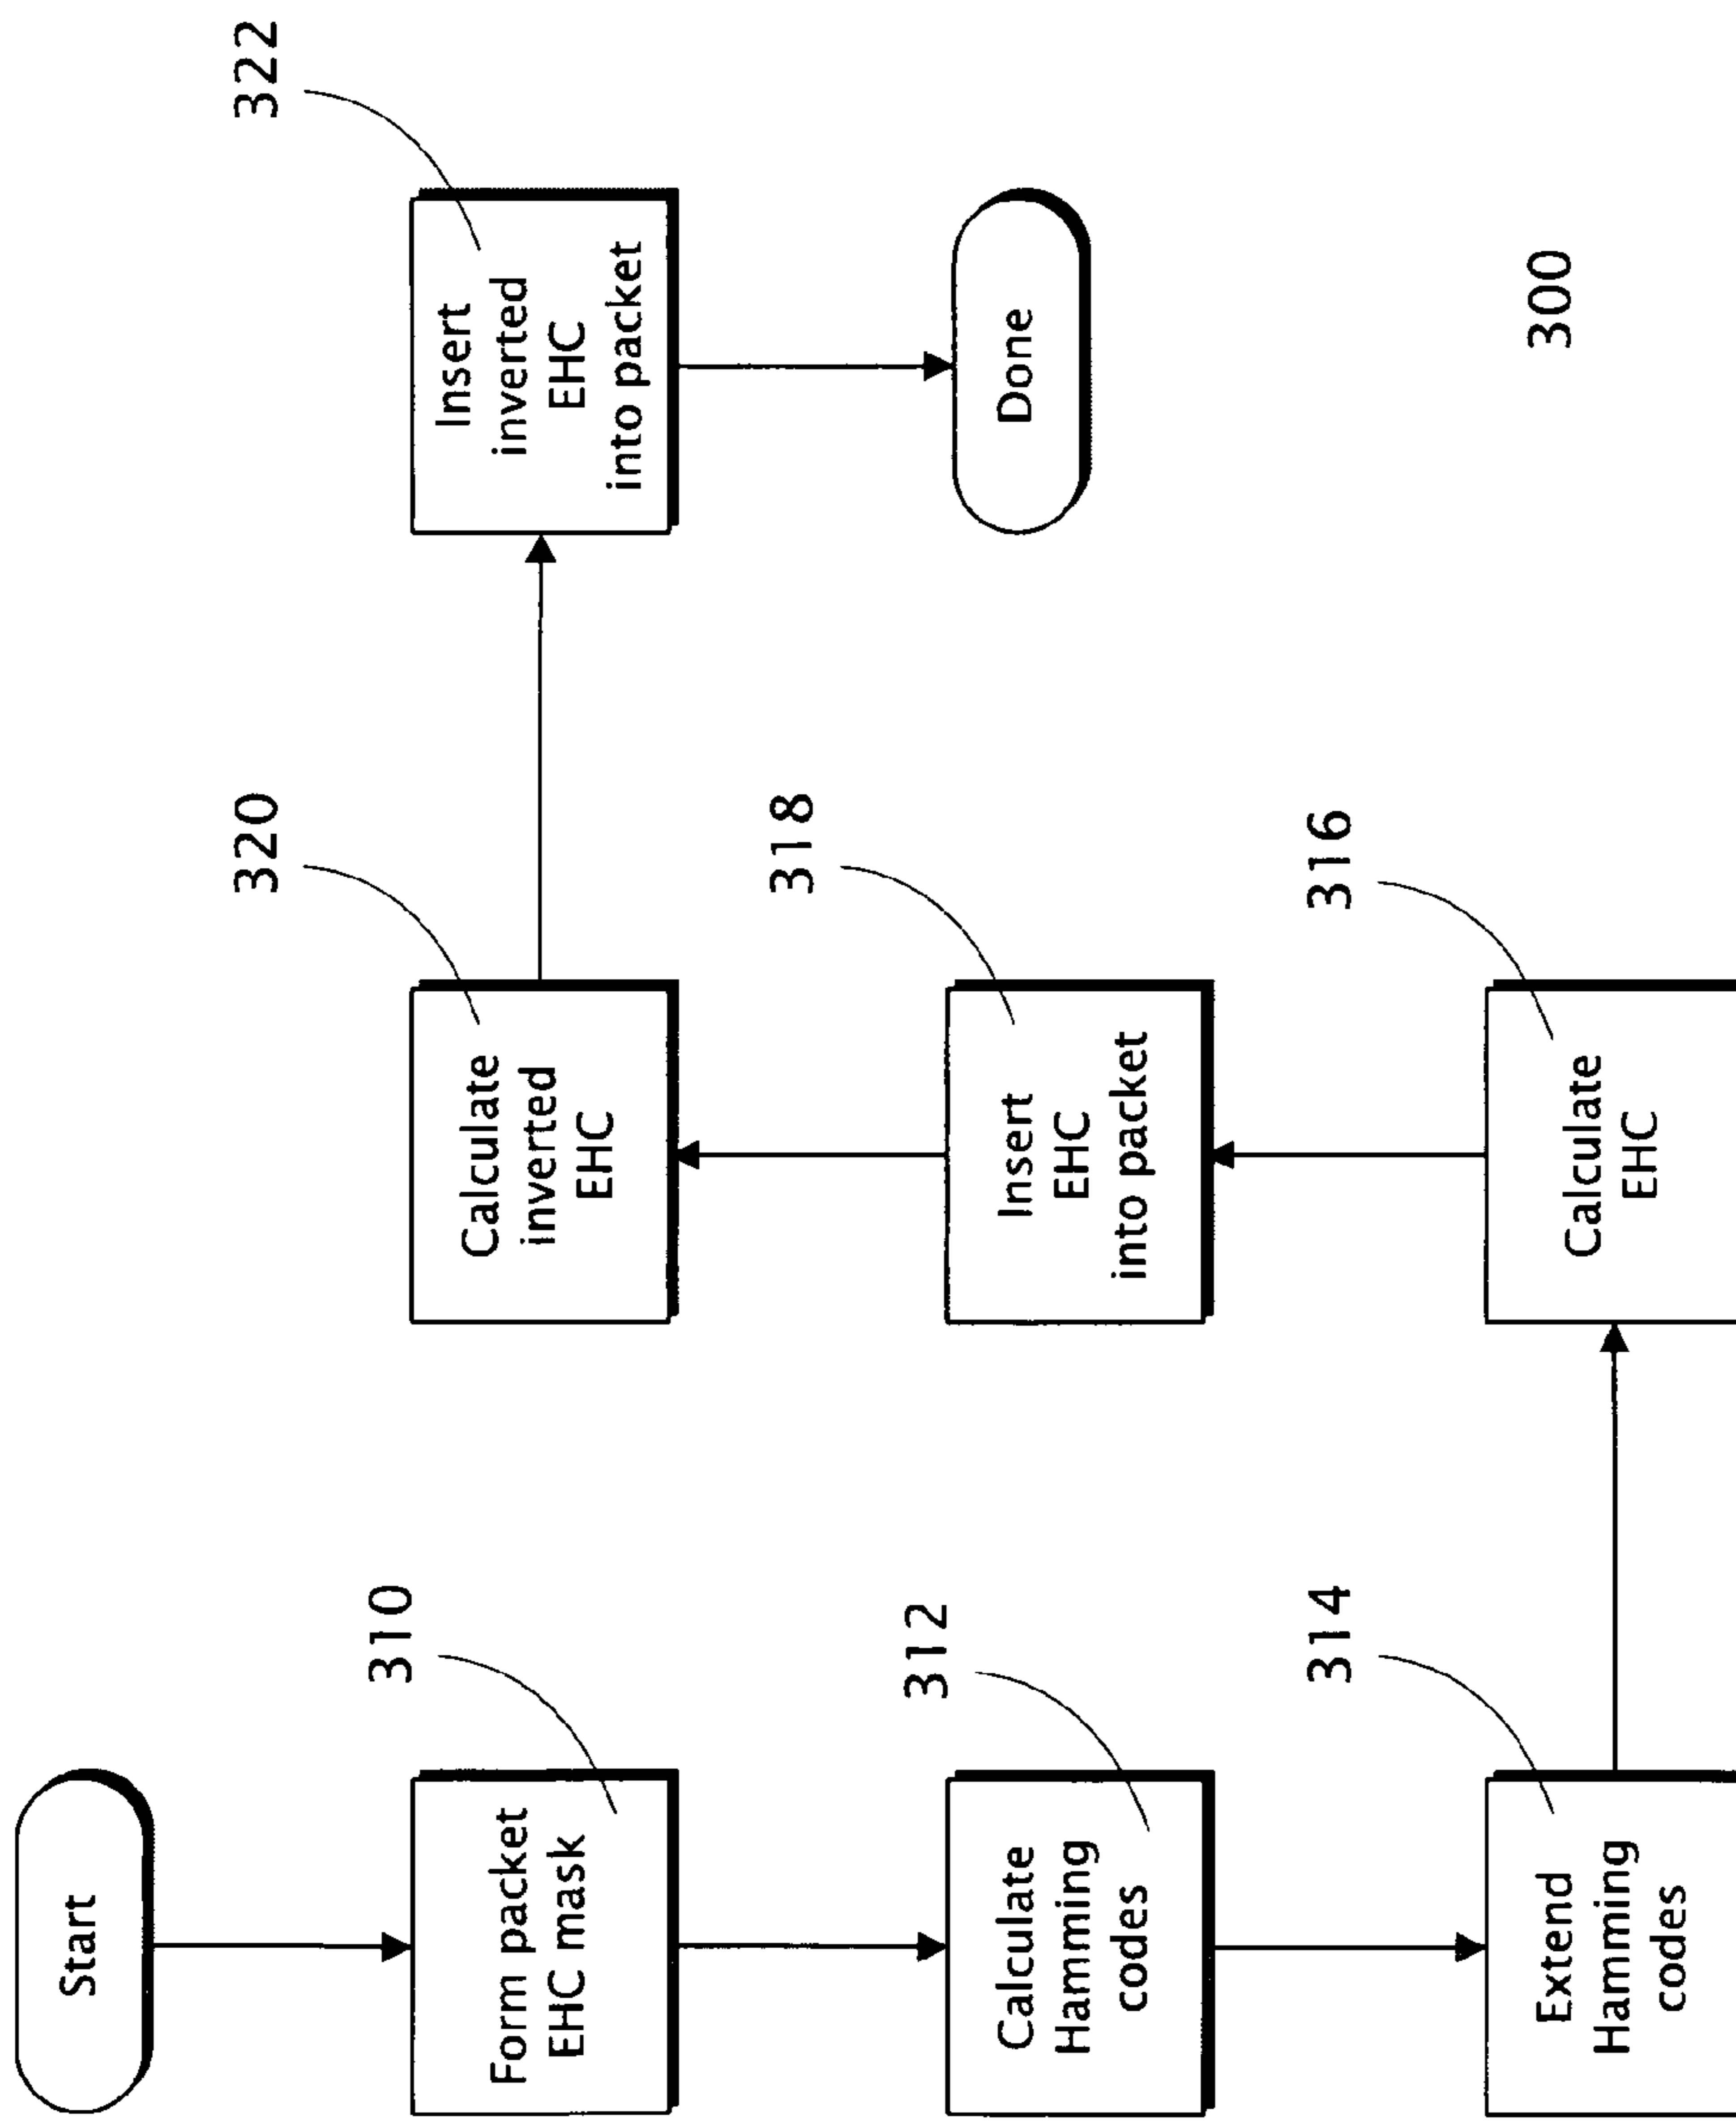 Start
310
Form packet
EHC mask
312
Calculate
Hamming
codes
314
Extend
Hamming
codes
316
Calculate
EHC
318
Insert
EHC
into packet
320
Calculate
inverted
EHC
322
Insert
inverted
EHC
into packet
Done
300